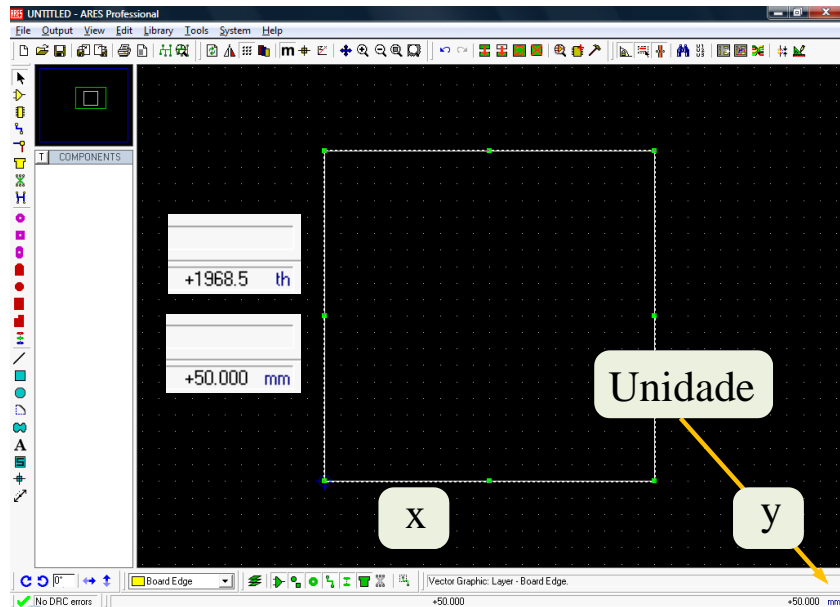 UNTITLED - ARES Professional
File Output View Edit Library Tools System Help
m
T COMPONENTS
+1968.5 th
+50.000 mm
Unidade
x
y
A
0° Board Edge Vector Graphic: Layer - Board Edge.
No DRC errors +50.000 +50.000 mm